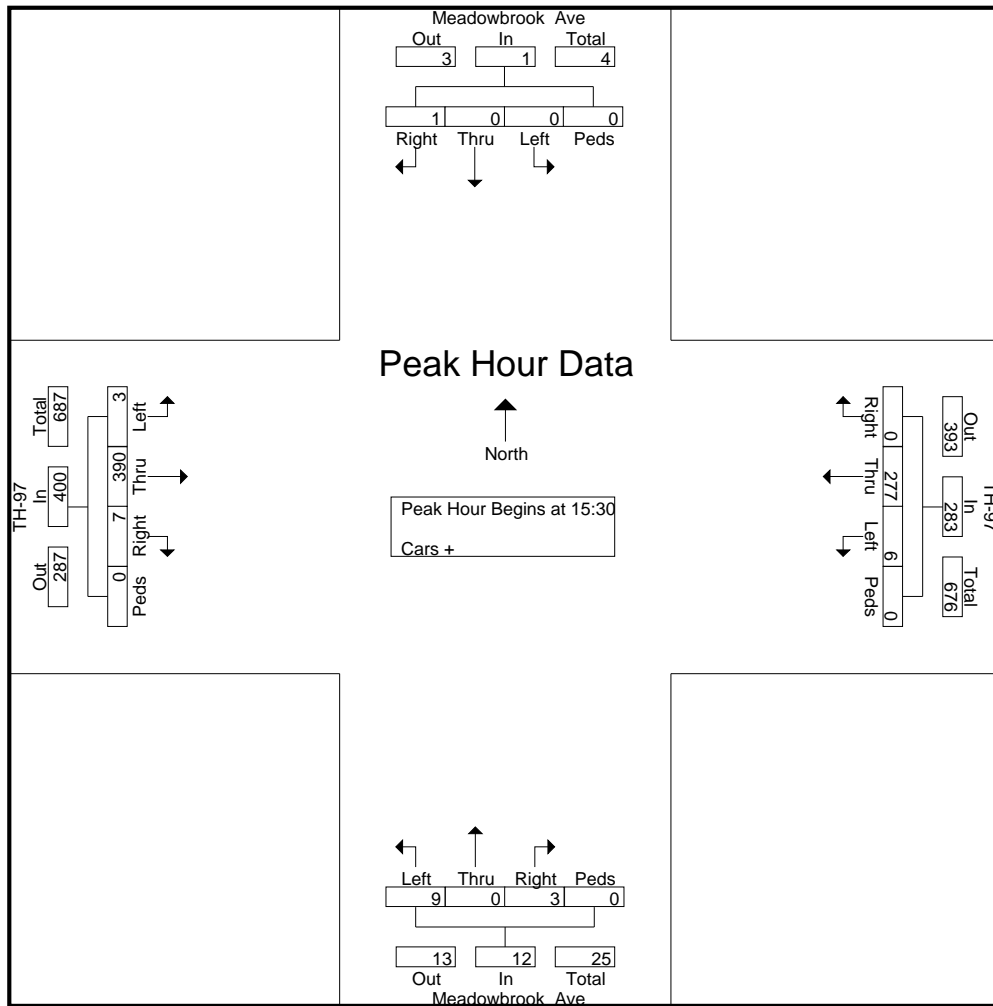 Meadowbrook Ave
Out In Total
3 1 4
1 0 0 0
Right Thru Left Peds
Peak Hour Data
North
Peak Hour Begins at 15:30
Cars +
TH-97
Total In Out
687 400 287
3 390 7 0
Left Thru Right Peds
TH-97
Out In Total
393 283 676
0 277 6 0
Right Thru Left Peds
Left Thru Right Peds
9 0 3 0
13 12 25
Out In Total
Meadowbrook Ave